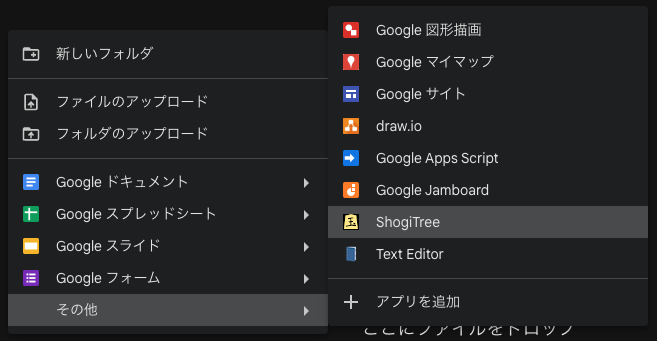 新しいフォルダ
ファイルのアップロード
フォルダのアップロード
Google ドキュメント
Google スプレッドシート
Google スライド
Google フォーム
その他
Google 図形描画
Google マイマップ
Google サイト
draw.io
Google Apps Script
Google Jamboard
玉
ShogiTree
Text Editor
アプリを追加
ここにファイルをドロップ